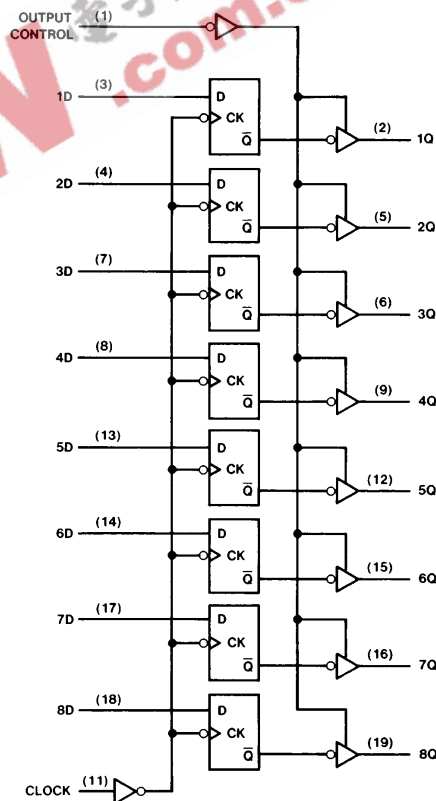 OUTPUT
CONTROL
(1)
1D (3) D CK Q̅ (2) 1Q
2D (4) D CK Q̅ (5) 2Q
3D (7) D CK Q̅ (6) 3Q
4D (8) D CK Q̅ (9) 4Q
5D (13) D CK Q̅ (12) 5Q
6D (14) D CK Q̅ (15) 6Q
7D (17) D CK Q̅ (16) 7Q
8D (18) D CK Q̅ (19) 8Q
CLOCK (11)
.com